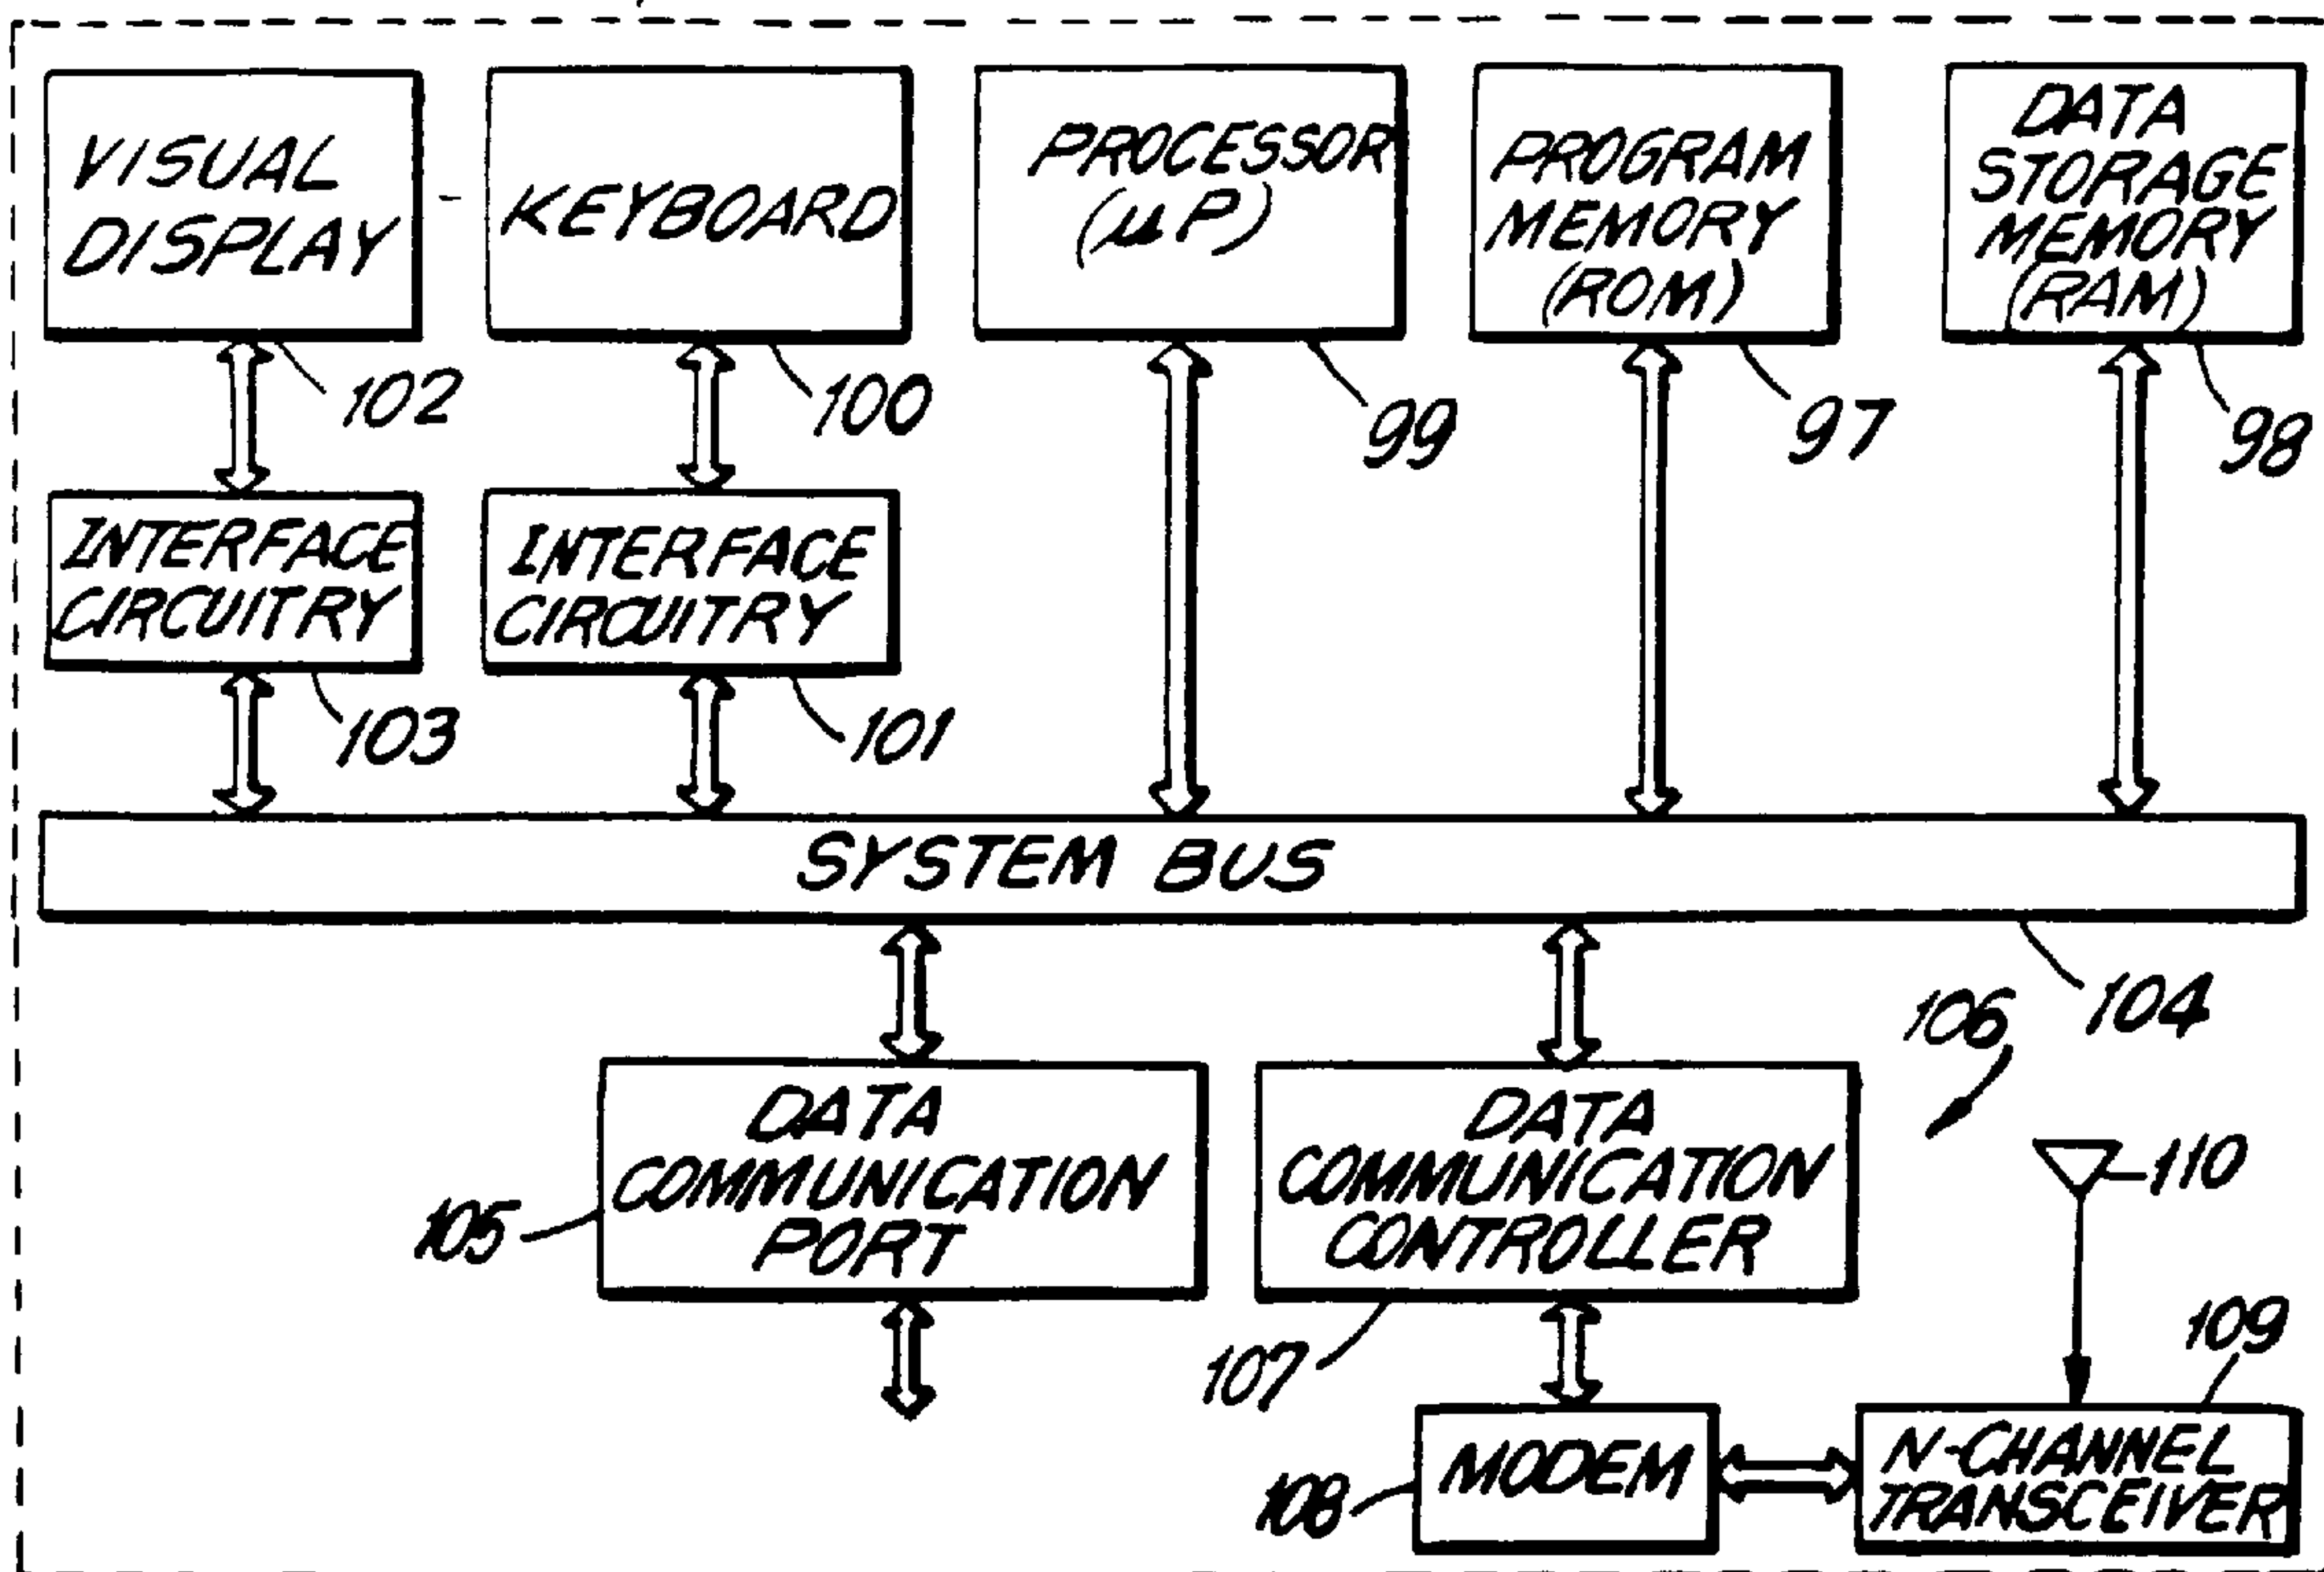 VISUAL
DISPLAY
KEYBOARD
PROCESSOR
(μP)
PROGRAM
MEMORY
(ROM)
DATA
STORAGE
MEMORY
(RAM)
102
100
99
97
98
INTERFACE
CIRCUITRY
INTERFACE
CIRCUITRY
103
101
SYSTEM BUS
104
106
DATA
COMMUNICATION
PORT
105
DATA
COMMUNICATION
CONTROLLER
107
110
109
MODEM
108
N-CHANNEL
TRANSCEIVER